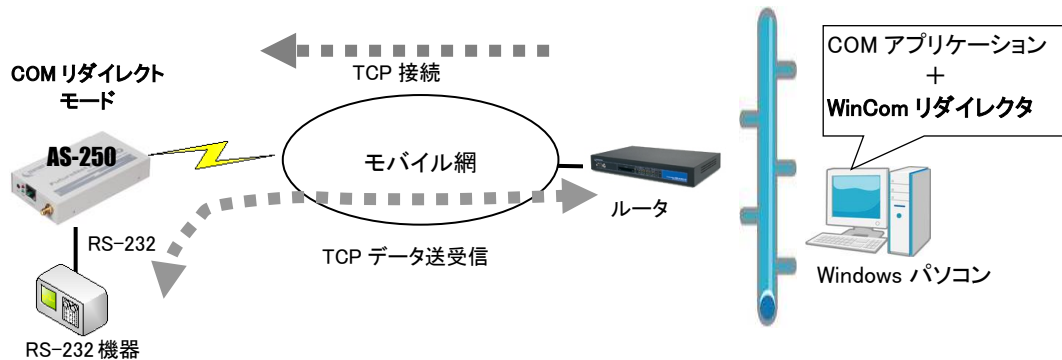 COM アプリケーション
+
WinCom リダイレクタ
TCP 接続
COM リダイレクト
モード
AS-250
モバイル網
ルータ
RS-232
TCP データ送受信
Windows パソコン
RS-232 機器